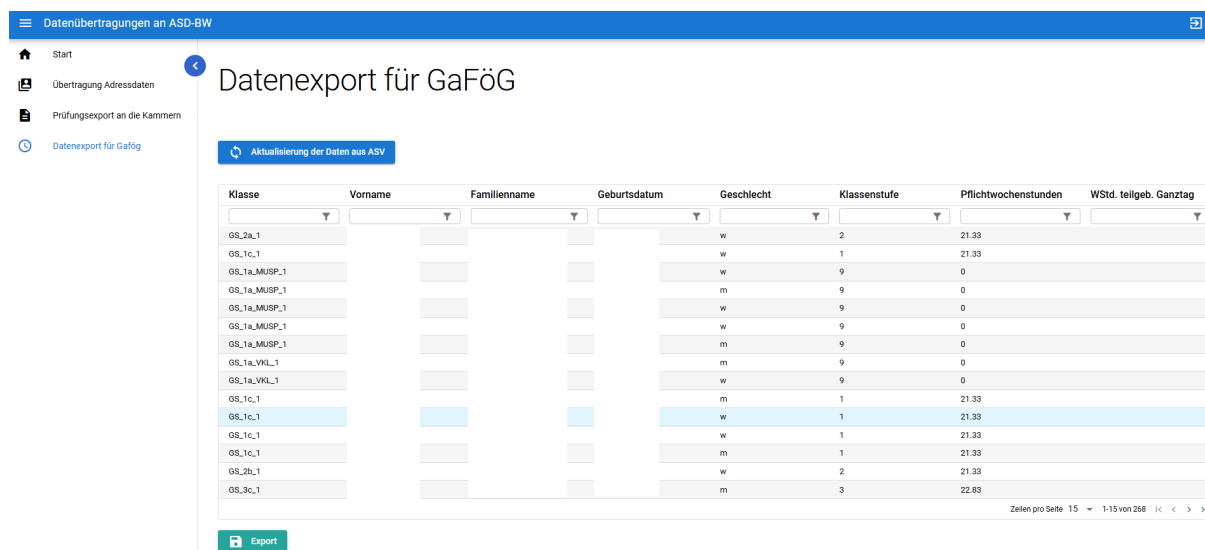 Datenübertragungen an ASD-BW
Start
Übertragung Adressdaten
Prüfungsexport an die Kammern
Datenexport für Gafög
Datenexport für GaFöG
Aktualisierung der Daten aus ASV
Klasse Vorname Familienname Geburtsdatum Geschlecht Klassenstufe Pflichtwochenstunden WStd. teilgeb. Ganztag
GS_2a_1 w 2 21.33
GS_1c_1 w 1 21.33
GS_1a_MUSP_1 w 9 0
GS_1a_MUSP_1 m 9 0
GS_1a_MUSP_1 w 9 0
GS_1a_MUSP_1 w 9 0
GS_1a_MUSP_1 m 9 0
GS_1a_VKL_1 m 9 0
GS_1a_VKL_1 w 9 0
GS_1c_1 m 1 21.33
GS_1c_1 w 1 21.33
GS_1c_1 w 1 21.33
GS_1c_1 m 1 21.33
GS_2b_1 w 2 21.33
GS_3c_1 m 3 22.83
Zeilen pro Seite 15 1-15 von 268
Export